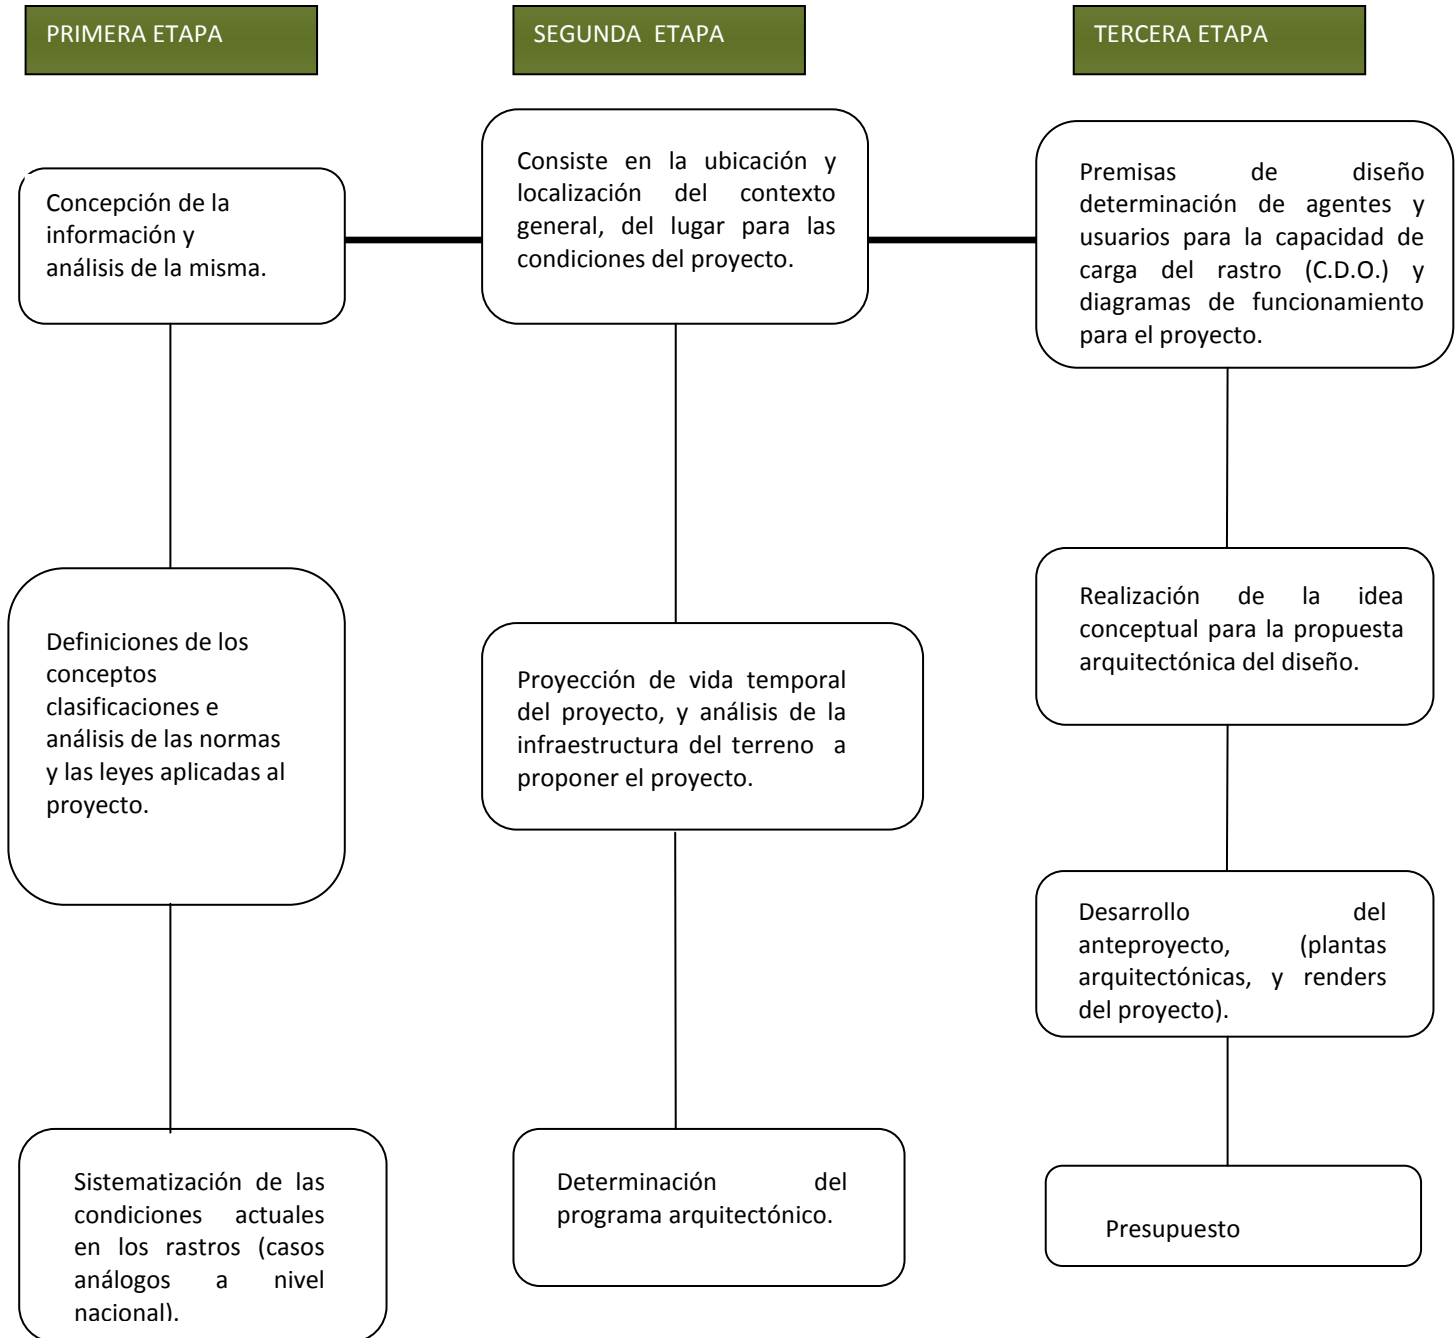 PRIMERA ETAPA
SEGUNDA ETAPA
TERCERA ETAPA
Concepción de la
información y
análisis de la misma.
Consiste en la ubicación y
localización del contexto
general, del lugar para las
condiciones del proyecto.
Premisas de diseño
determinación de agentes y
usuarios para la capacidad de
carga del rastro (C.D.O.) y
diagramas de funcionamiento
para el proyecto.
Definiciones de los
conceptos
clasificaciones e
análisis de las normas
y las leyes aplicadas al
proyecto.
Proyección de vida temporal
del proyecto, y análisis de la
infraestructura del terreno a
proponer el proyecto.
Realización de la idea
conceptual para la propuesta
arquitectónica del diseño.
Desarrollo del
anteproyecto, (plantas
arquitectónicas, y renders
del proyecto).
Sistematización de las
condiciones actuales
en los rastros (casos
análogos a nivel
nacional).
Determinación del
programa arquitectónico.
Presupuesto